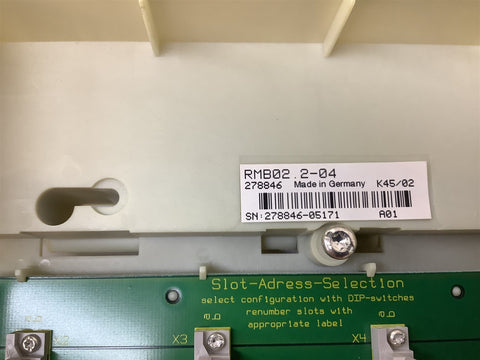 RMB02.2-04
278846 Made in Germany K45/02
SN:278846-05171 A01
Slot-Adress-Selection
select configuration with DIP-switches
renumber slots with
appropriate label
X2 X3 X4